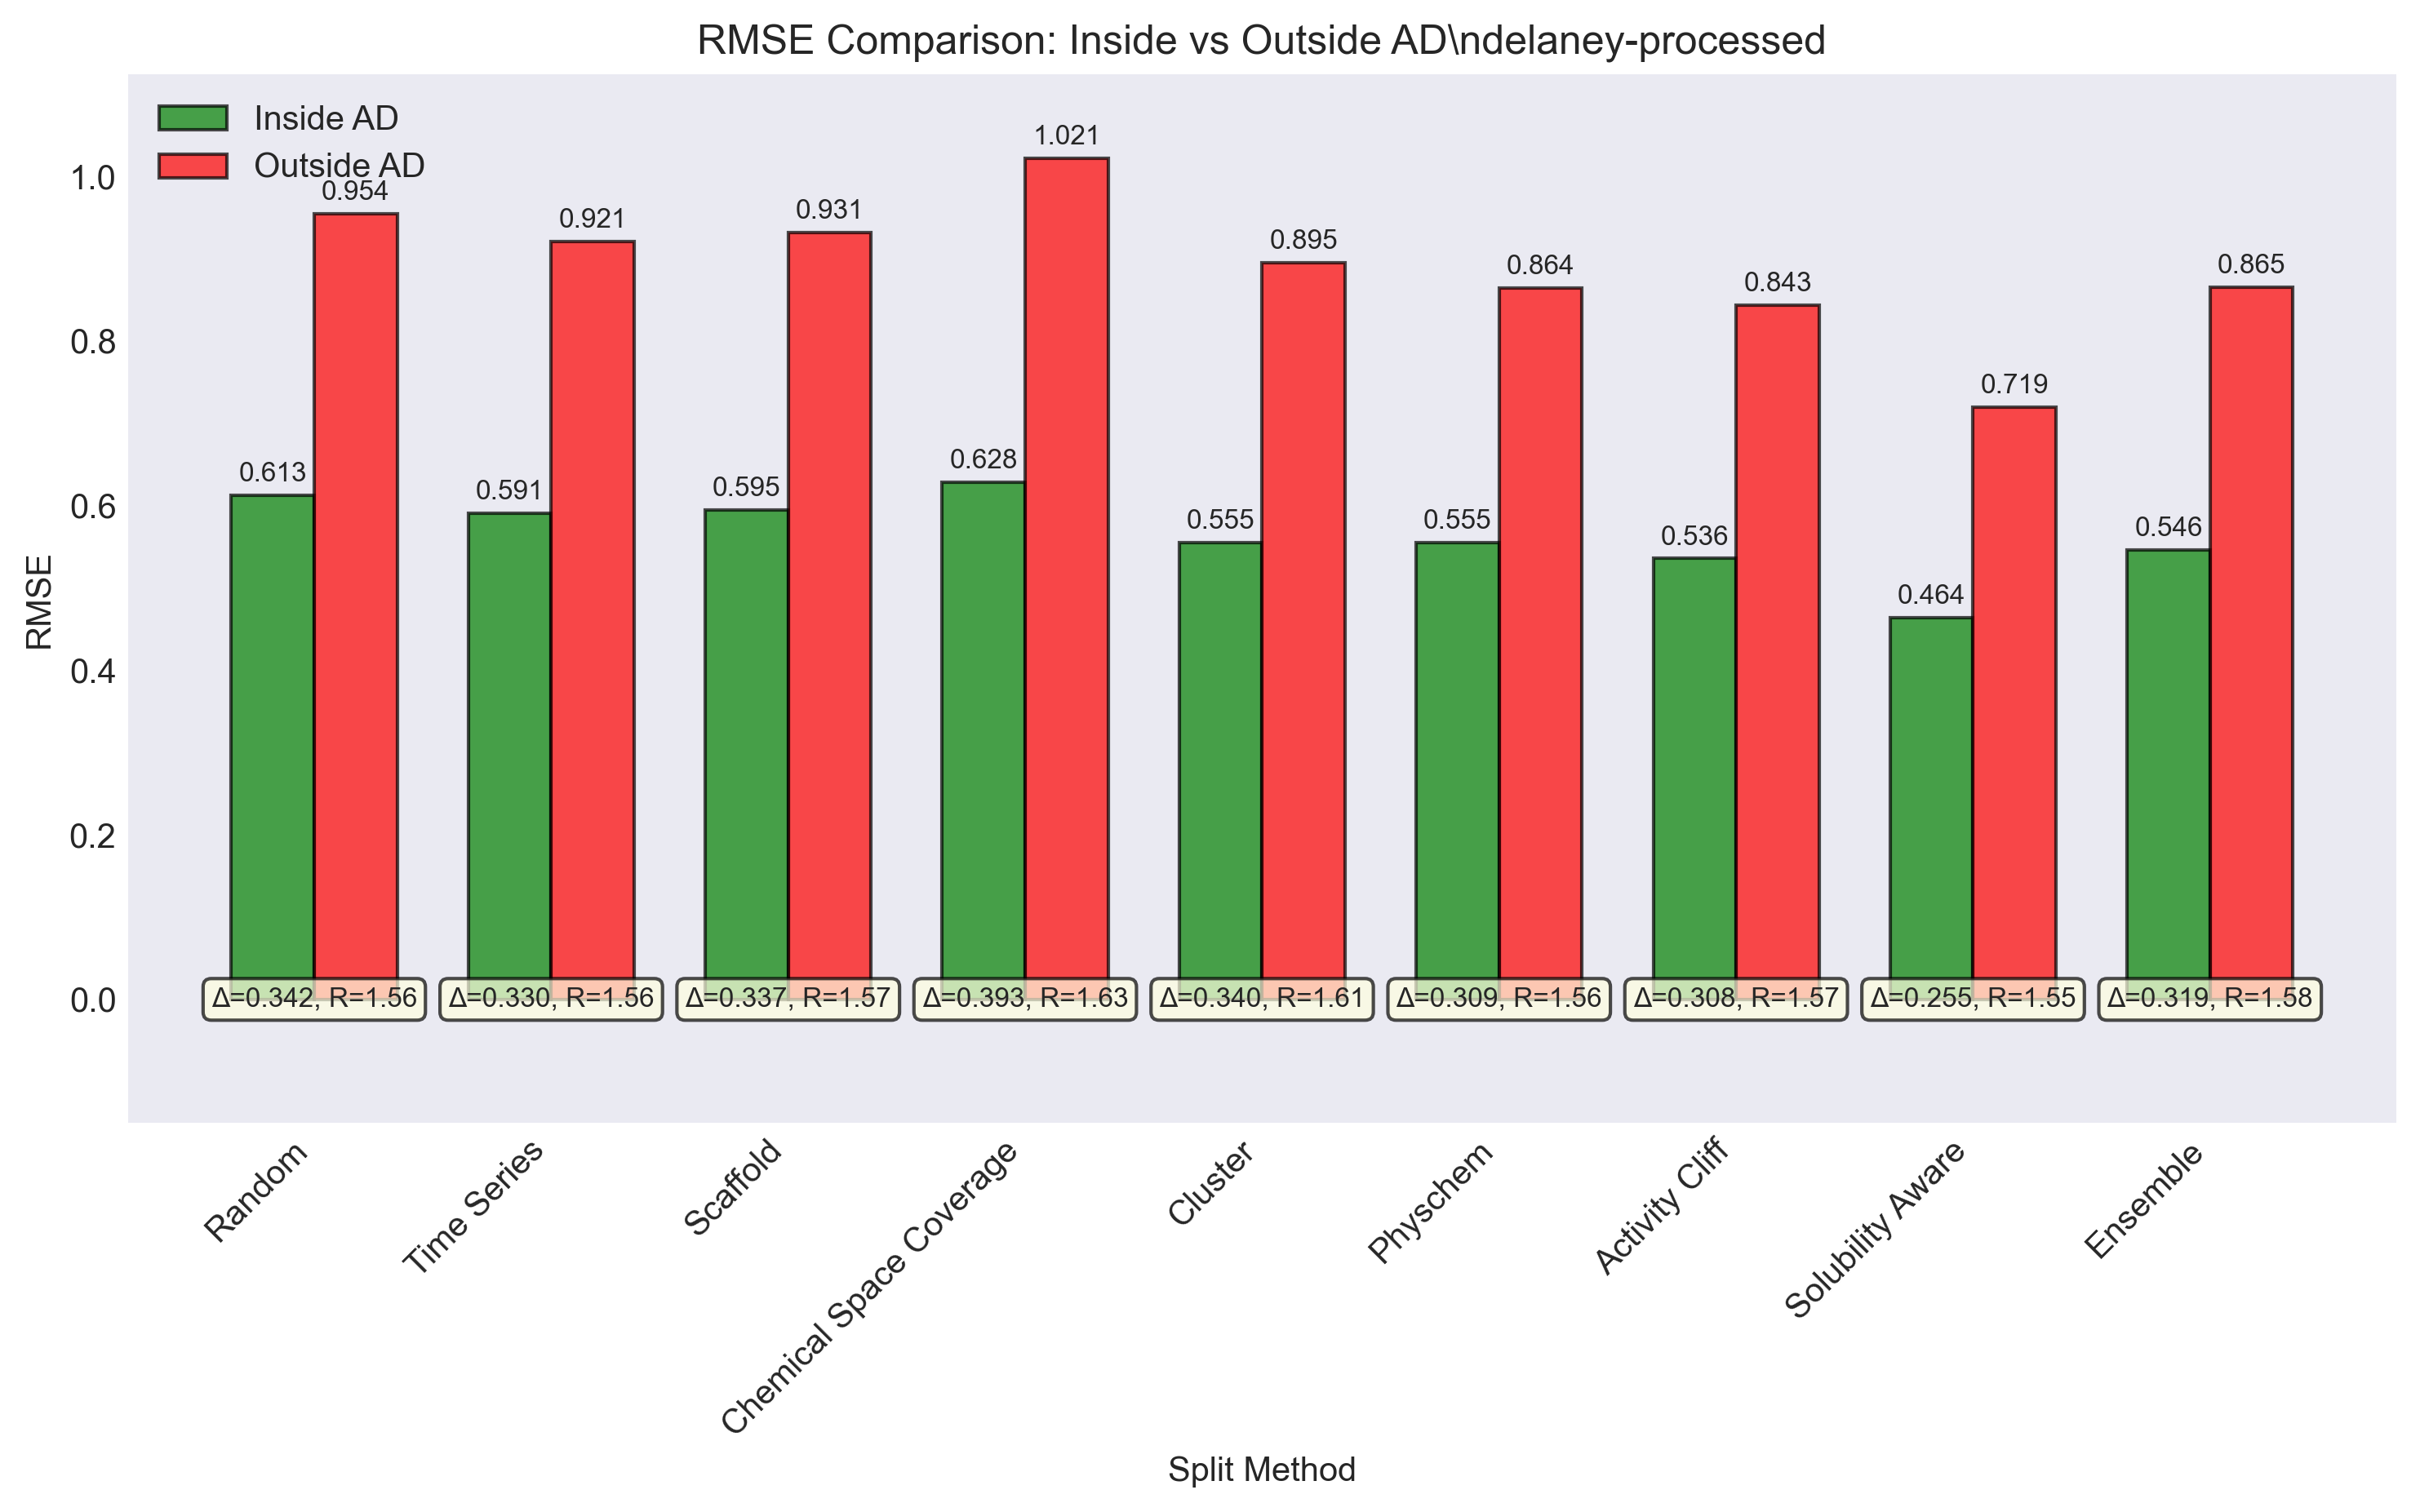 RMSE Comparison: Inside vs Outside AD\ndelaney-processed
Inside AD
Outside AD
RMSE
1.0
0.8
0.6
0.4
0.2
0.0
0.613
0.954
0.591
0.921
0.595
0.931
0.628
1.021
0.555
0.895
0.555
0.864
0.536
0.843
0.464
0.719
0.546
0.865
Δ=0.342, R=1.56
Δ=0.330, R=1.56
Δ=0.337, R=1.57
Δ=0.393, R=1.63
Δ=0.340, R=1.61
Δ=0.309, R=1.56
Δ=0.308, R=1.57
Δ=0.255, R=1.55
Δ=0.319, R=1.58
Random
Time Series
Scaffold
Chemical Space Coverage
Cluster
Physchem
Activity Cliff
Solubility Aware
Ensemble
Split Method